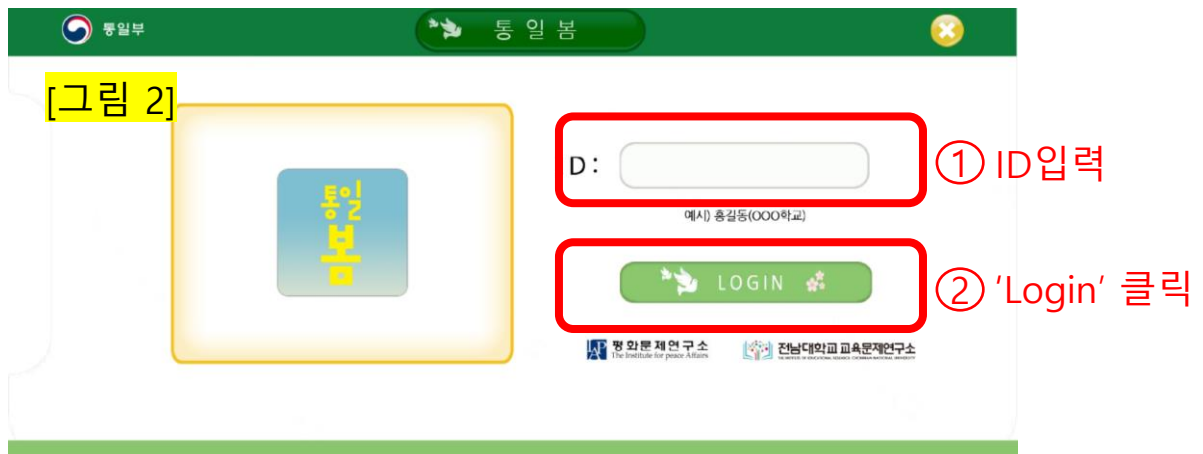 통일부
통일봄
[그림 2]
통일
봄
D:
① ID입력
예시) 홍길동(OOO학교)
LOGIN
② ‘Login’ 클릭
평화문제연구소
The Institute for peace Affairs
전남대학교 교육문제연구소